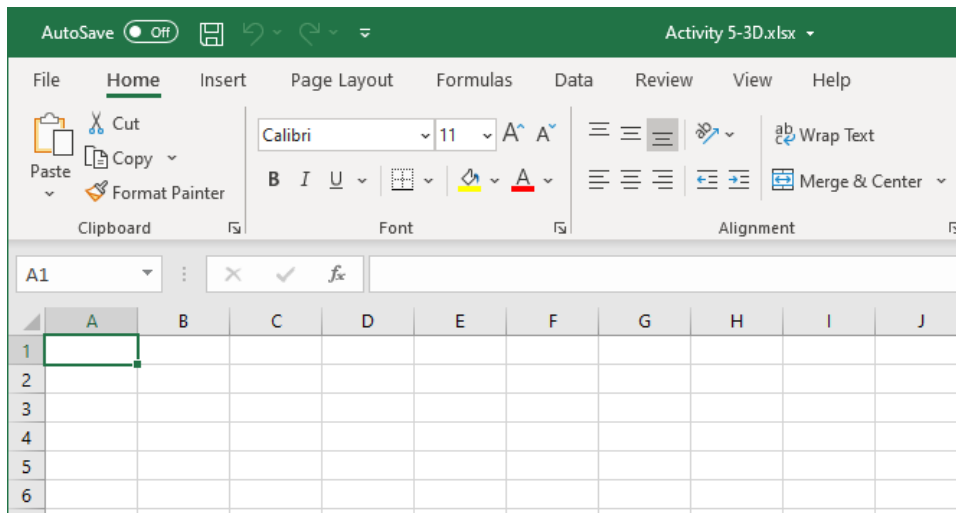 AutoSave Off Activity 5-3D.xlsx
File Home Insert Page Layout Formulas Data Review View Help
Cut
Copy
Paste
Format Painter
Clipboard
Calibri 11 A A
B I U A
Font
ab Wrap Text
Merge & Center
Alignment
A1 fx
A B C D E F G H I J
1
2
3
4
5
6